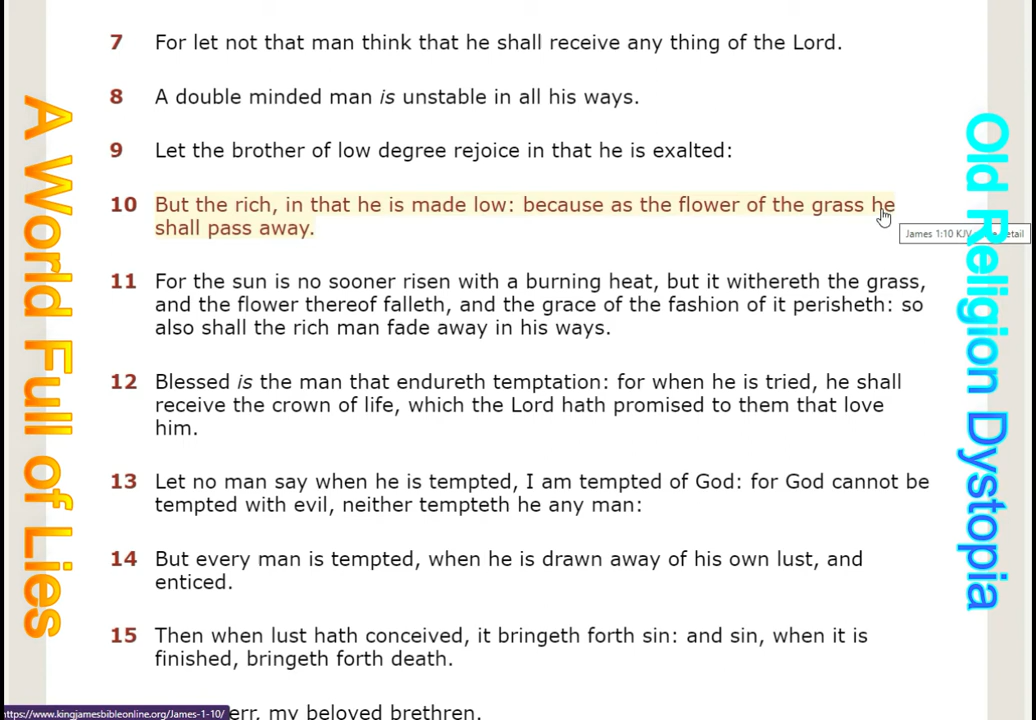 7 For let not that man think that he shall receive any thing of the Lord.
8 A double minded man is unstable in all his ways.
9 Let the brother of low degree rejoice in that he is exalted:
10 But the rich, in that he is made low: because as the flower of the grass he
shall pass away.
James 1:10 KJV
11 For the sun is no sooner risen with a burning heat, but it withereth the grass,
and the flower thereof falleth, and the grace of the fashion of it perisheth: so
also shall the rich man fade away in his ways.
12 Blessed is the man that endureth temptation: for when he is tried, he shall
receive the crown of life, which the Lord hath promised to them that love
him.
13 Let no man say when he is tempted, I am tempted of God: for God cannot be
tempted with evil, neither tempteth he any man:
14 But every man is tempted, when he is drawn away of his own lust, and
enticed.
15 Then when lust hath conceived, it bringeth forth sin: and sin, when it is
finished, bringeth forth death.
err, my beloved brethren.
https://www.kingjamesbibleonline.org/James-1-10/
A World Full of Lies
Old Religion Dystopia